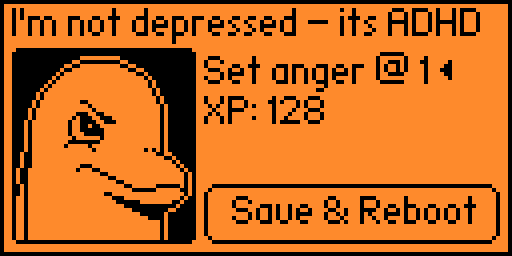 I'm not depressed – its ADHD
Set anger @ 1
XP: 128
Save & Reboot